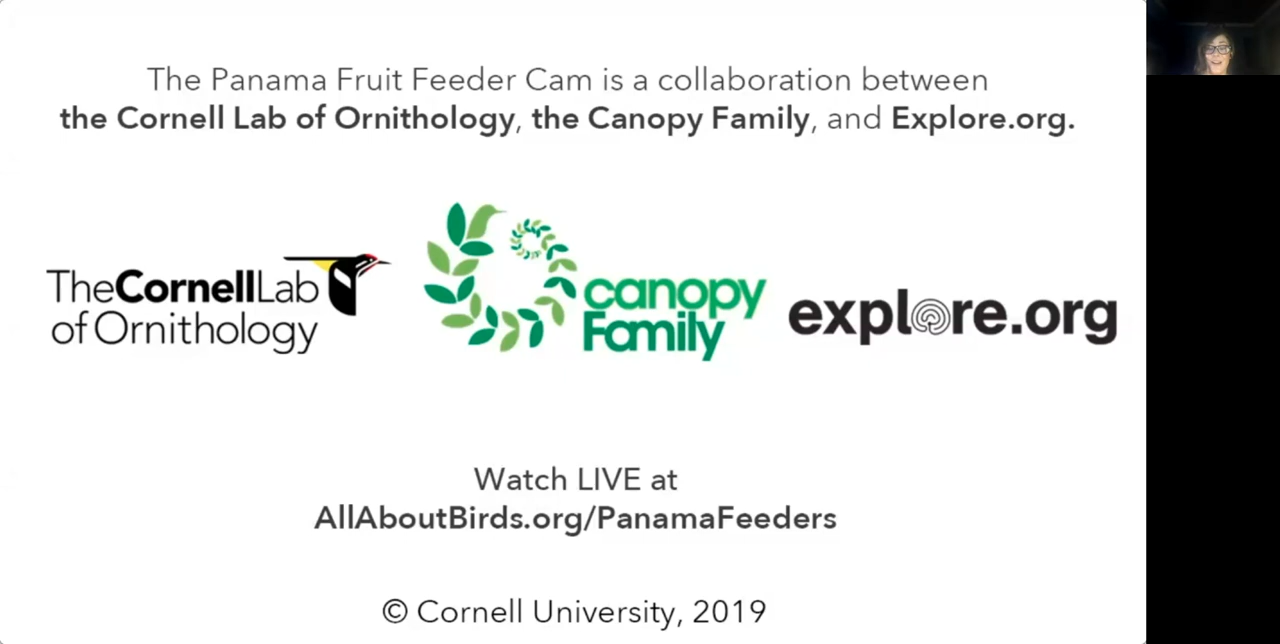 The Panama Fruit Feeder Cam is a collaboration between
the Cornell Lab of Ornithology, the Canopy Family, and Explore.org.
TheCornellLab
of Ornithology
canopy
Family
explore.org
Watch LIVE at
AllAboutBirds.org/PanamaFeeders
© Cornell University, 2019